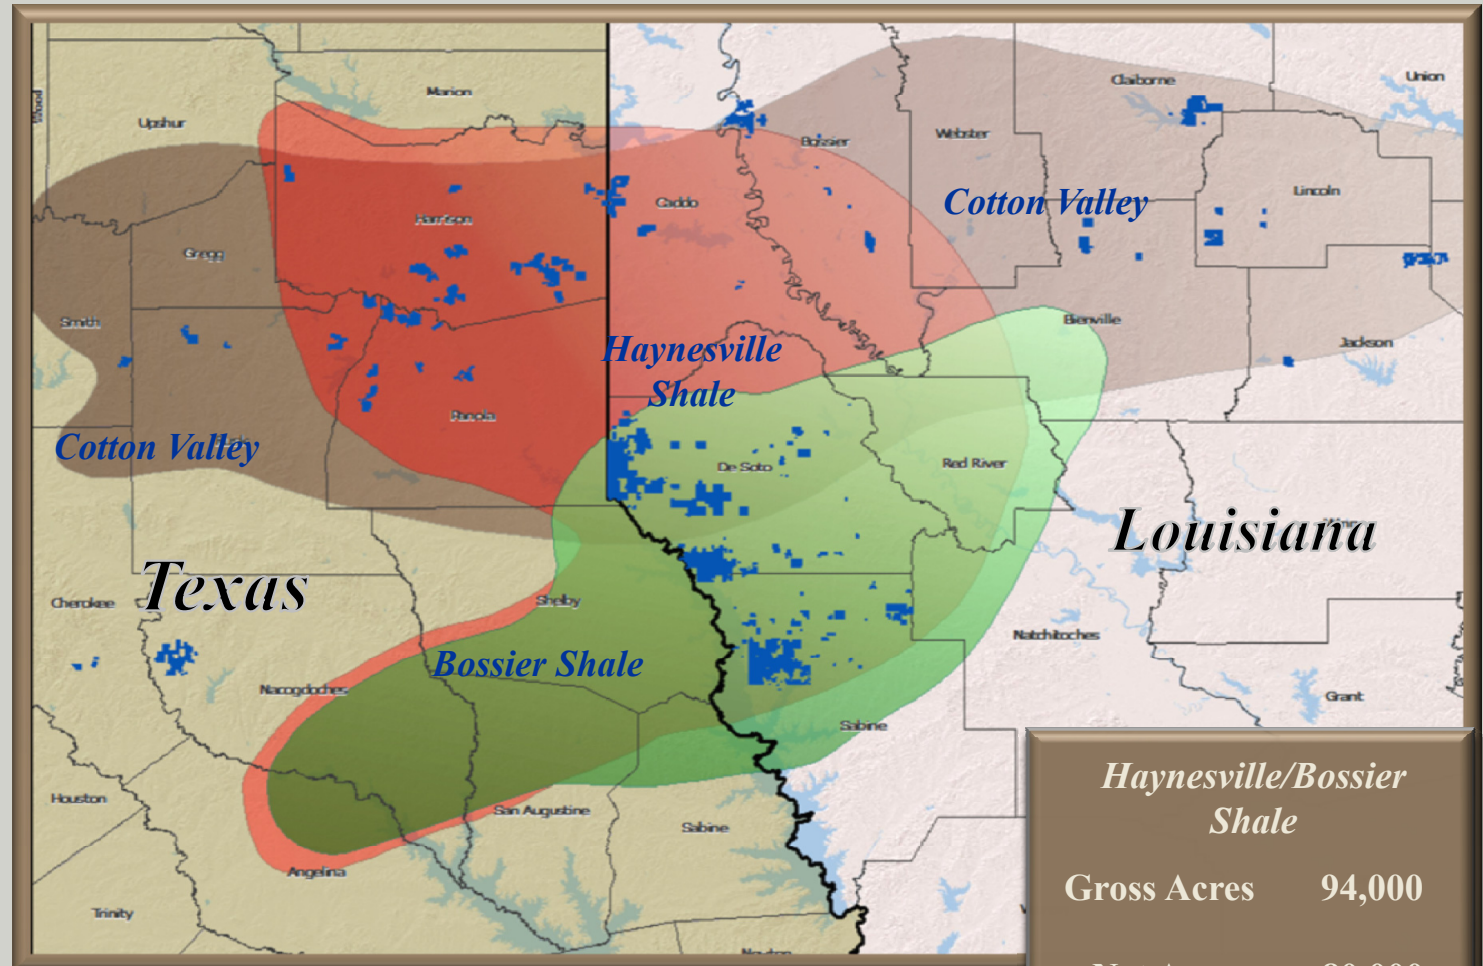 Wood
Marion
Upshur
Claiborne
Union
Webster
Bossier
Lincoln
Cotton Valley
Caddo
Harrison
Gregg
Smith
Bienville
Jackson
Haynesville
Shale
Panola
Cotton Valley
De Soto
Red River
Louisiana
Texas
Cherokee
Shelby
Natchitoches
Bossier Shale
Nacogdoches
Grant
Sabine
Houston
San Augustine
Sabine
Angelina
Trinity
Newton
Haynesville/Bossier
Shale
Gross Acres 94,000